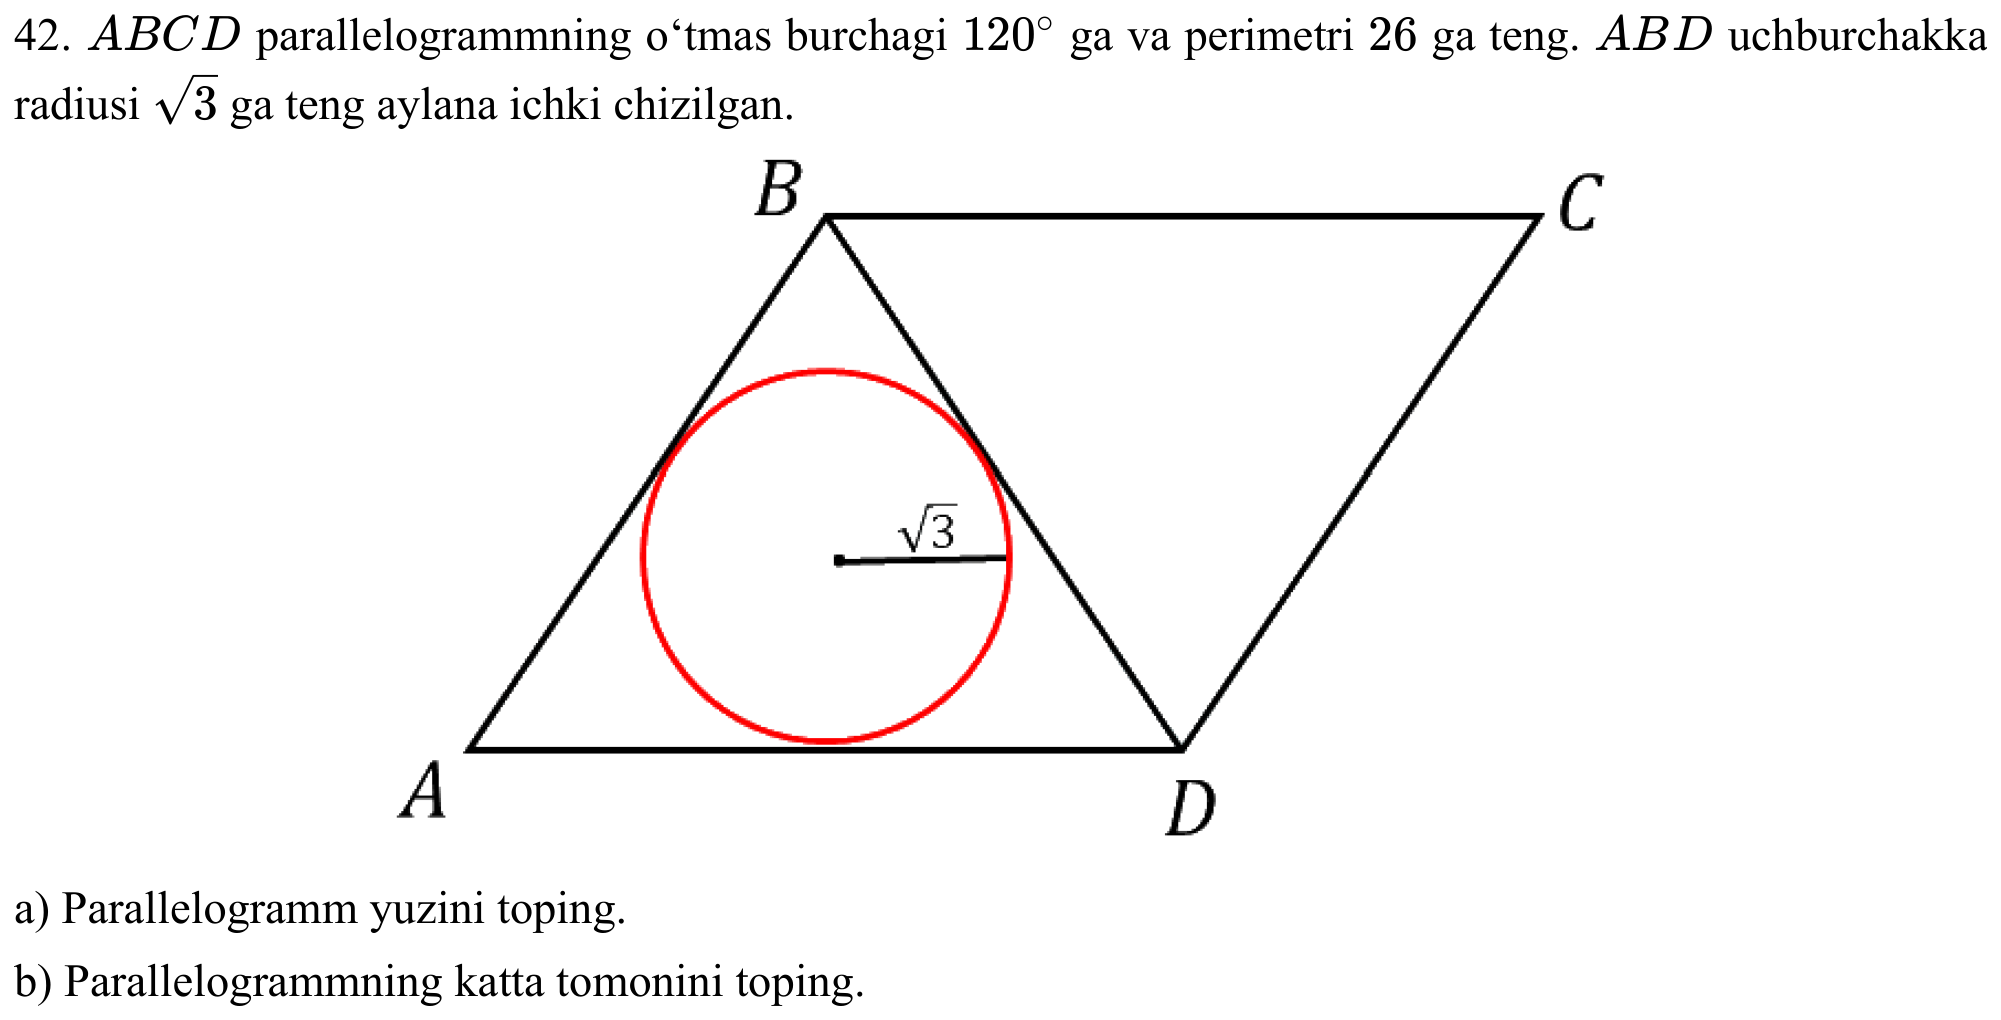 42. ABCD parallelogrammning o‘tmas burchagi 120° ga va perimetri 26 ga teng. ABD uchburchakka
radiusi √3 ga teng aylana ichki chizilgan.
B
C
√3
A
D
a) Parallelogramm yuzini toping.
b) Parallelogrammning katta tomonini toping.